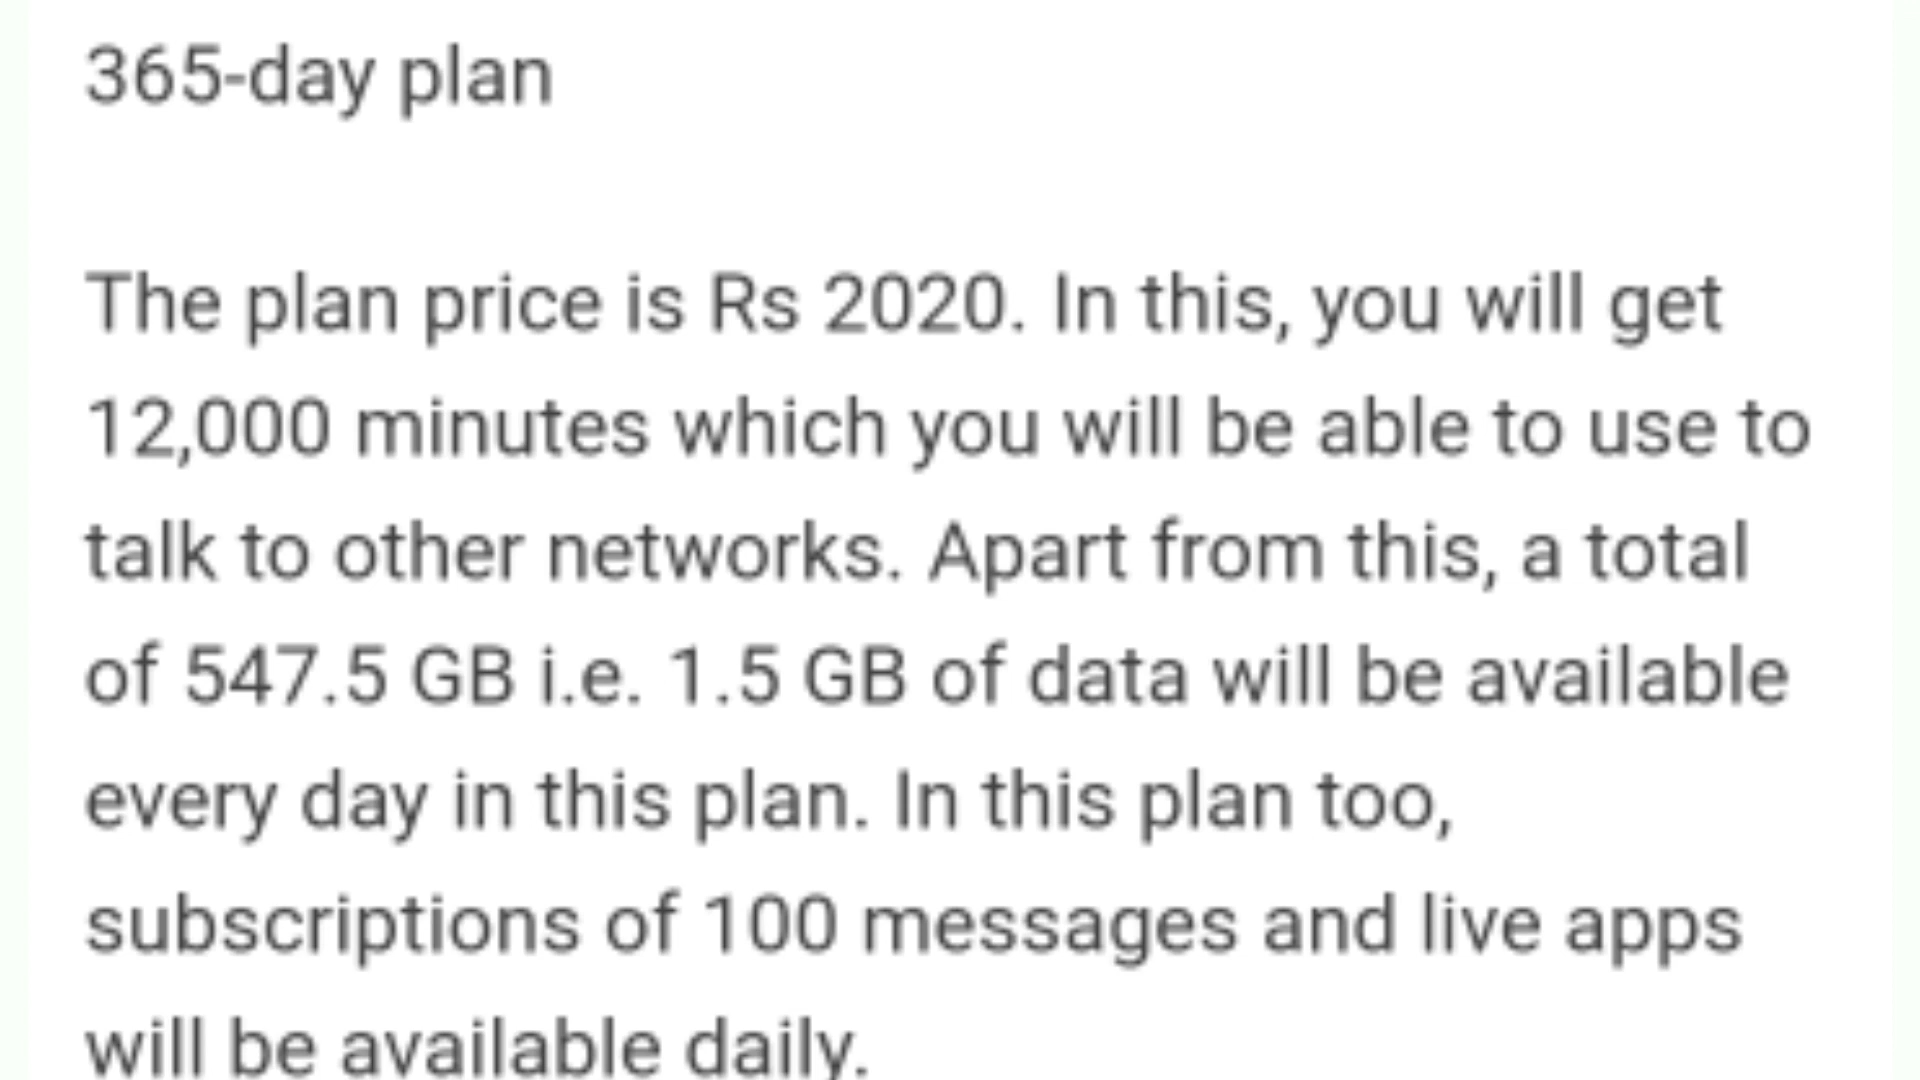 365-day plan
The plan price is Rs 2020. In this, you will get
12,000 minutes which you will be able to use to
talk to other networks. Apart from this, a total
of 547.5 GB i.e. 1.5 GB of data will be available
every day in this plan. In this plan too,
subscriptions of 100 messages and live apps
will be available daily.